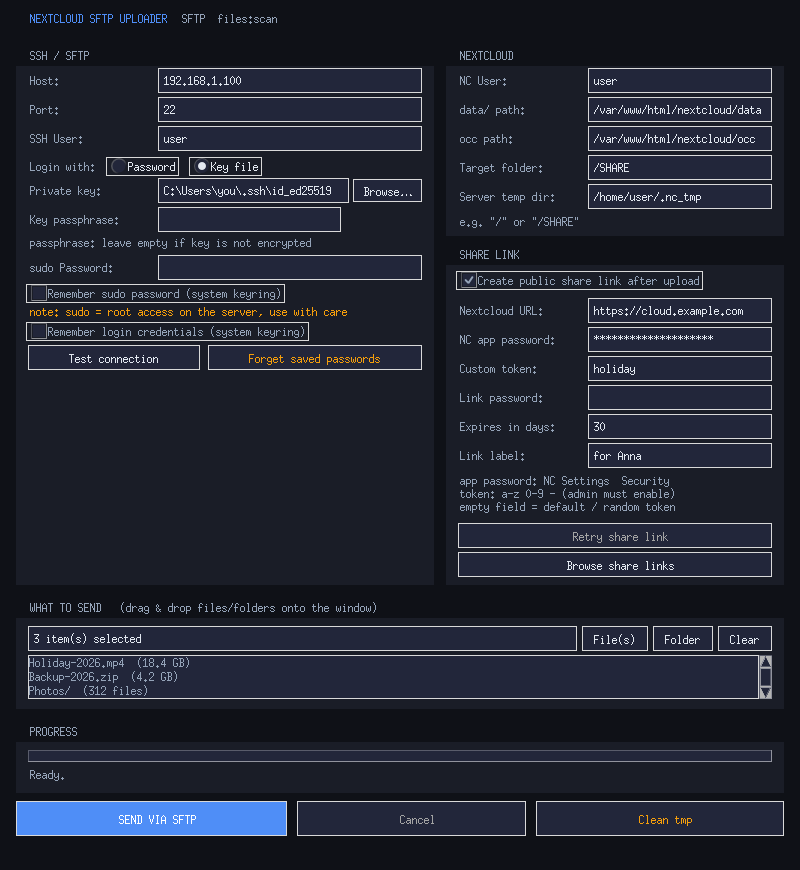 NEXTCLOUD SFTP UPLOADER SFTP files:scan
SSH / SFTP
Host: 192.168.1.100
Port: 22
SSH User: user
Login with: Password Key file
Private key: C:\Users\you\.ssh\id_ed25519 Browse...
Key passphrase:
passphrase: leave empty if key is not encrypted
sudo Password:
Remember sudo password (system keyring)
note: sudo = root access on the server, use with care
Remember login credentials (system keyring)
Test connection Forget saved passwords
NEXTCLOUD
NC User: user
data/ path: /var/www/html/nextcloud/data
occ path: /var/www/html/nextcloud/occ
Target folder: /SHARE
Server temp dir: /home/user/.nc_tmp
e.g. "/" or "/SHARE"
SHARE LINK
Create public share link after upload
Nextcloud URL: https://cloud.example.com
NC app password: ********************
Custom token: holiday
Link password:
Expires in days: 30
Link label: for Anna
app password: NC Settings Security
token: a-z 0-9 - (admin must enable)
empty field = default / random token
Retry share link
Browse share links
WHAT TO SEND (drag & drop files/folders onto the window)
3 item(s) selected File(s) Folder Clear
Holiday-2026.mp4 (18.4 GB)
Backup-2026.zip (4.2 GB)
Photos/ (312 files)
PROGRESS
Ready.
SEND VIA SFTP Cancel Clean tmp